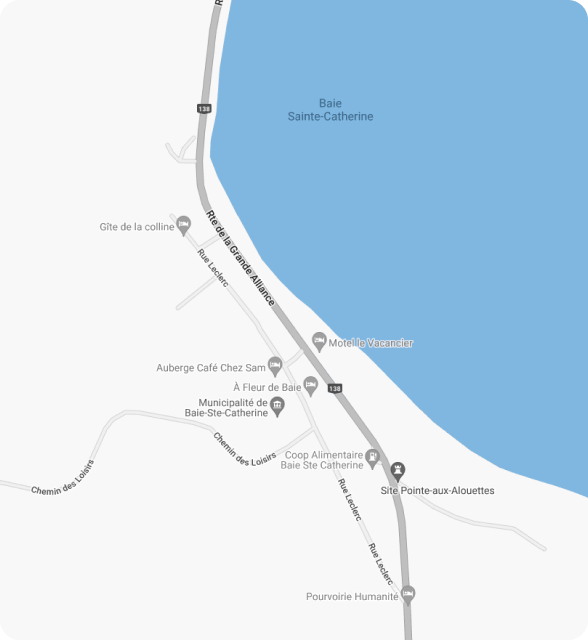 R
138
Baie
Sainte-Catherine
Gîte de la colline
Rte de la Grande Alliance
Rue Leclerc
Motel le Vacancier
Auberge Café Chez Sam
À Fleur de Baie
138
Municipalité de
Baie-Ste-Catherine
Chemin des Loisirs
Coop Alimentaire
Baie Ste Catherine
Chemin des Loisirs
Site Pointe-aux-Alouettes
Rue Leclerc
Rue Leclerc
Pourvoirie Humanité